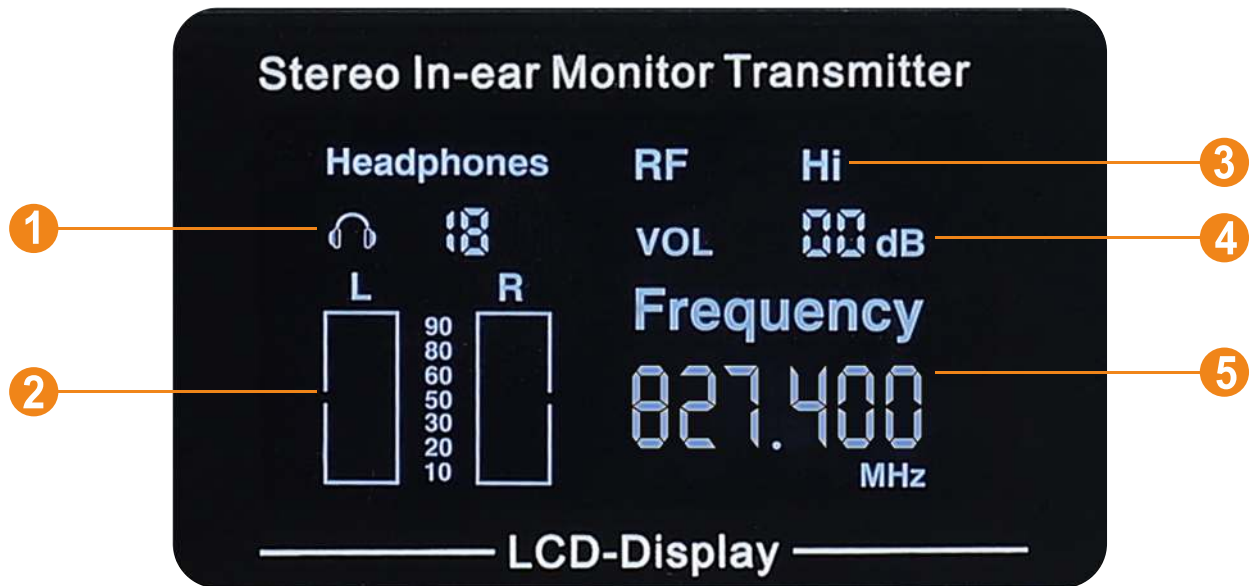 Stereo In-ear Monitor Transmitter
Headphones RF Hi 3
1 18 VOL 00 dB 4
L R Frequency
90
80
60
50
30
20
10
2 827.400 5
MHz
LCD-Display